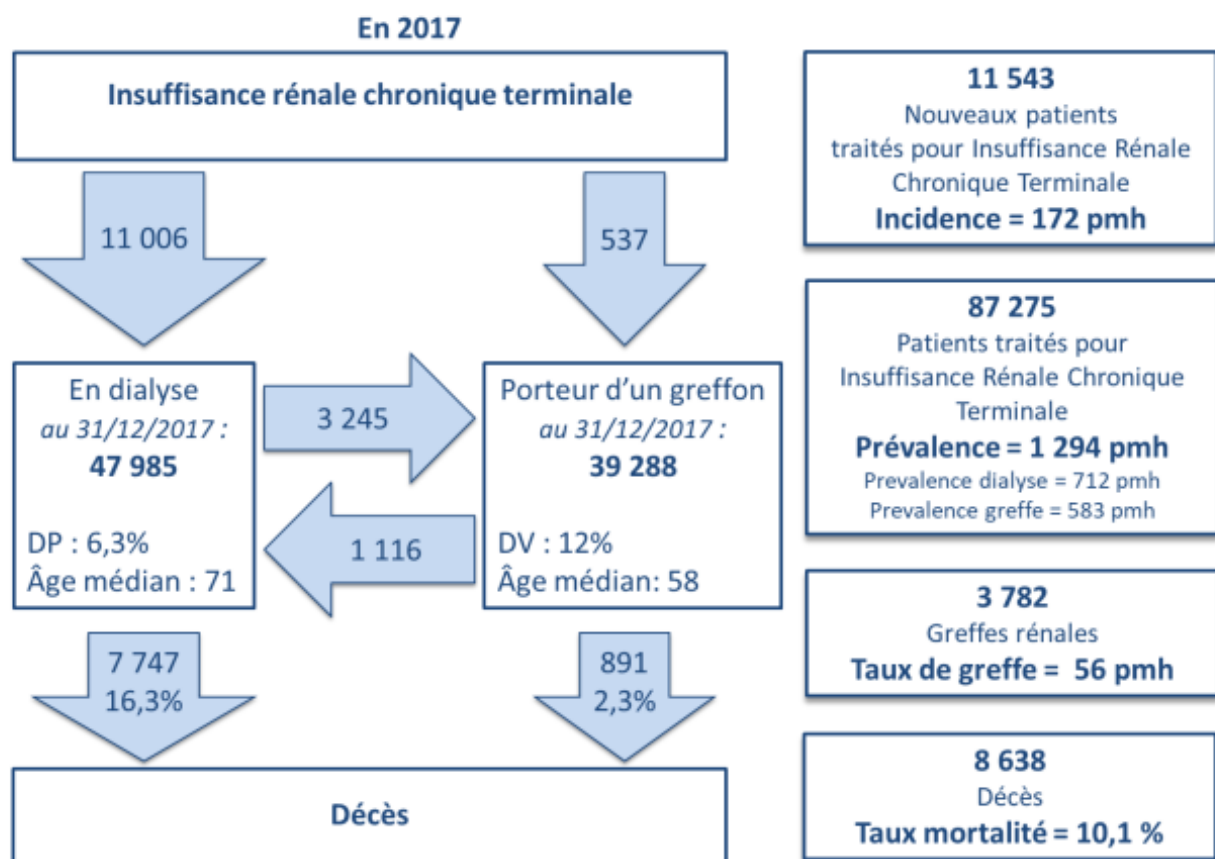 En 2017
Insuffisance rénale chronique terminale
11 006
537
En dialyse
au 31/12/2017 :
47 985
DP : 6,3%
Âge médian : 71
3 245
1 116
Porteur d'un greffon
au 31/12/2017 :
39 288
DV : 12%
Âge médian: 58
7 747
16,3%
891
2,3%
Décès
11 543
Nouveaux patients
traités pour Insuffisance Rénale
Chronique Terminale
Incidence = 172 pmh
87 275
Patients traités pour
Insuffisance Rénale Chronique
Terminale
Prévalence = 1 294 pmh
Prevalence dialyse = 712 pmh
Prevalence greffe = 583 pmh
3 782
Greffes rénales
Taux de greffe = 56 pmh
8 638
Décès
Taux mortalité = 10,1 %